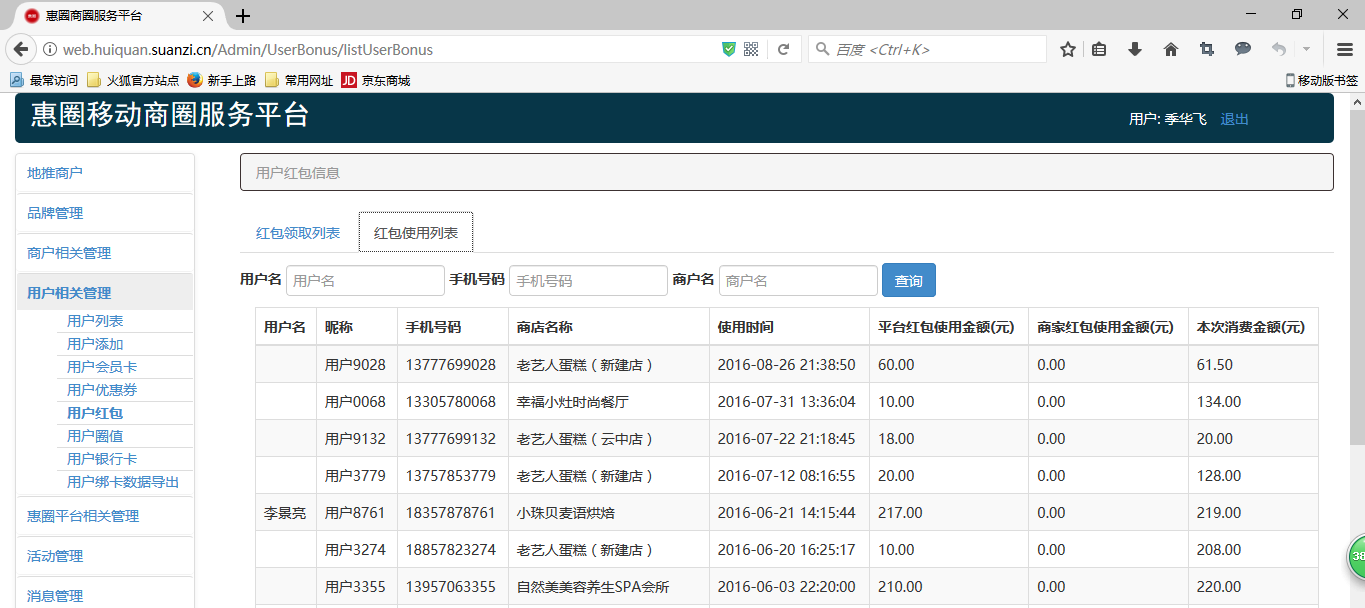 惠圈商圈服务平台
web.huiquan.suanzi.cn/Admin/UserBonus/listUserBonus
百度 <Ctrl+K>
最常访问 火狐官方站点 新手上路 常用网址 JD 京东商城 移动版书签
惠圈移动商圈服务平台
用户: 季华飞 退出
地推商户
品牌管理
商户相关管理
用户相关管理
用户列表
用户添加
用户会员卡
用户优惠券
用户红包
用户圈值
用户银行卡
用户绑卡数据导出
惠圈平台相关管理
活动管理
消息管理
用户红包信息
红包领取列表 红包使用列表
用户名 用户名 手机号码 手机号码 商户名 商户名 查询
用户名 昵称 手机号码 商店名称 使用时间 平台红包使用金额(元) 商家红包使用金额(元) 本次消费金额(元)
用户9028 13777699028 老艺人蛋糕（新建店） 2016-08-26 21:38:50 60.00 0.00 61.50
用户0068 13305780068 幸福小灶时尚餐厅 2016-07-31 13:36:04 10.00 0.00 134.00
用户9132 13777699132 老艺人蛋糕（云中店） 2016-07-22 21:18:45 18.00 0.00 20.00
用户3779 13757853779 老艺人蛋糕（新建店） 2016-07-12 08:16:55 20.00 0.00 128.00
李景亮 用户8761 18357878761 小珠贝麦语烘焙 2016-06-21 14:15:44 217.00 0.00 219.00
用户3274 18857823274 老艺人蛋糕（新建店） 2016-06-20 16:25:17 10.00 0.00 208.00
用户3355 13957063355 自然美美容养生SPA会所 2016-06-03 22:20:00 210.00 0.00 220.00
38